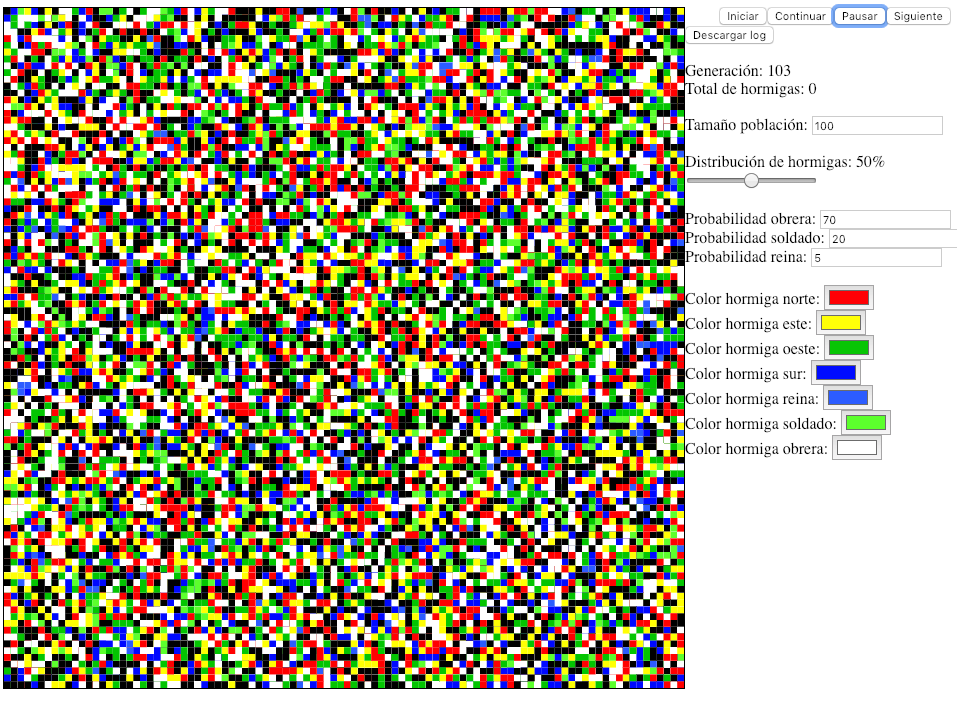 Iniciar Continuar Pausar Siguiente
Descargar log
Generación: 103
Total de hormigas: 0
Tamaño población: 100
Distribución de hormigas: 50%
Probabilidad obrera: 70
Probabilidad soldado: 20
Probabilidad reina: 5
Color hormiga norte:
Color hormiga este:
Color hormiga oeste:
Color hormiga sur:
Color hormiga reina:
Color hormiga soldado:
Color hormiga obrera: